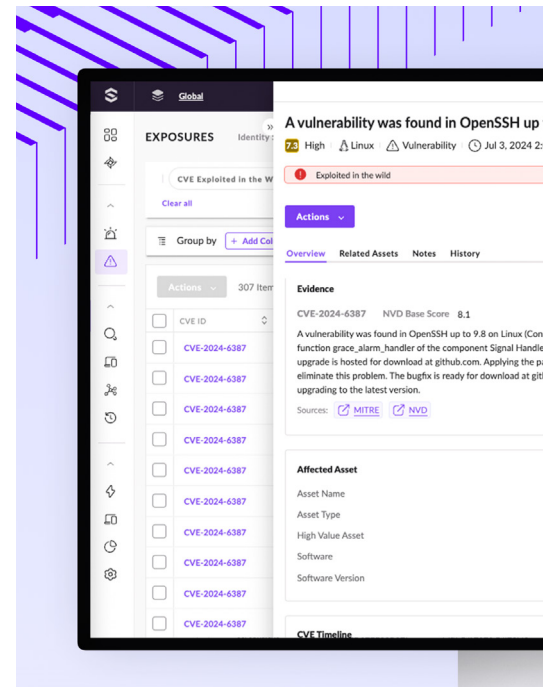 Global
EXPOSURES
Identity
CVE Exploited in the W
Clear all
Group by
+ Add Col
Actions
307 Item
CVE ID
CVE-2024-6387
CVE-2024-6387
CVE-2024-6387
CVE-2024-6387
CVE-2024-6387
CVE-2024-6387
CVE-2024-6387
CVE-2024-6387
CVE-2024-6387
CVE-2024-6387
A vulnerability was found in OpenSSH up
7.3 High Linux Vulnerability Jul 3, 2024 2:
Exploited in the wild
Actions
Overview Related Assets Notes History
Evidence
CVE-2024-6387 NVD Base Score 8.1
A vulnerability was found in OpenSSH up to 9.8 on Linux (Con
function grace_alarm_handler of the component Signal Handle
upgrade is hosted for download at github.com. Applying the pa
eliminate this problem. The bugfix is ready for download at gitl
upgrading to the latest version.
Sources: MITRE NVD
Affected Asset
Asset Name
Asset Type
High Value Asset
Software
Software Version
CVE Timeline